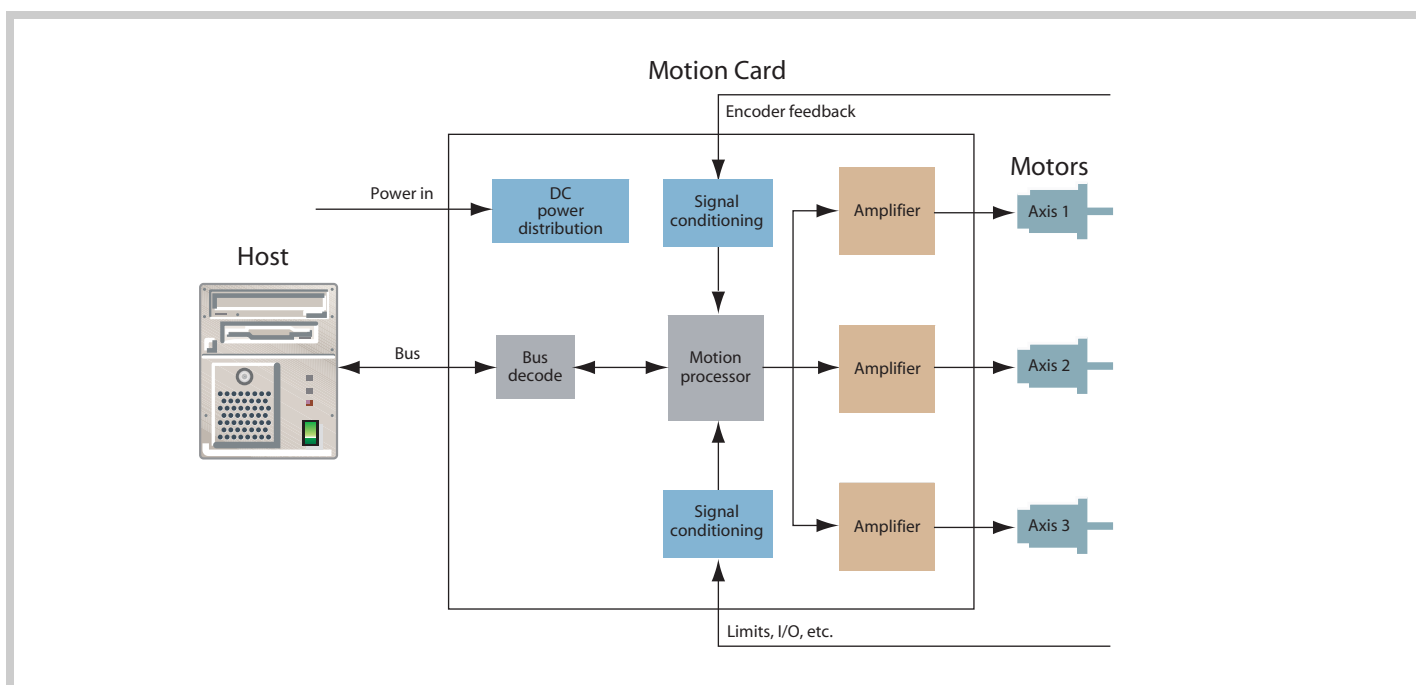 Motion Card
Encoder feedback
Motors
Power in
DC
power
distribution
Signal
conditioning
Amplifier
Axis 1
Host
Bus
Bus
decode
Motion
processor
Amplifier
Axis 2
Signal
conditioning
Amplifier
Axis 3
Limits, I/O, etc.